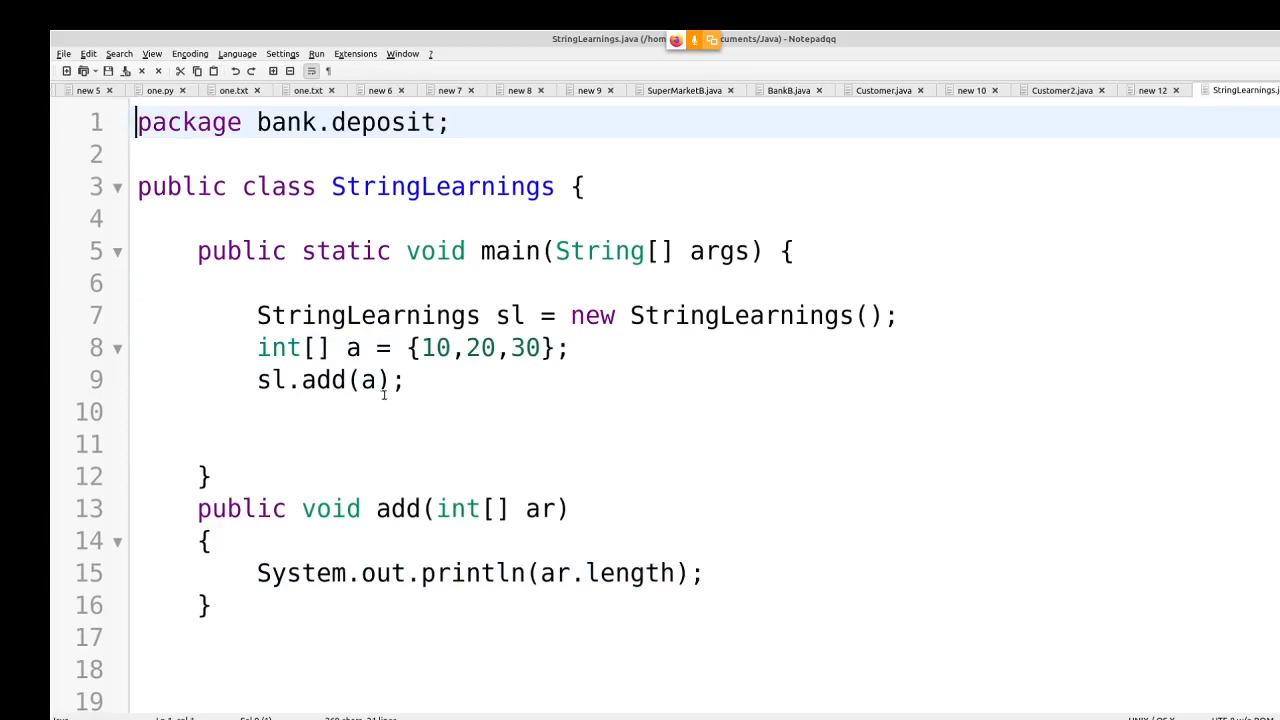 StringLearnings.java (/hom cuments/Java) - Notepadqq
File Edit Search View Encoding Language Settings Run Extensions Window ?
new 5 one.py one.txt one.txt new 6 new 7 new 8 new 9 SuperMarketB.java BankB.java Customer.java new 10 Customer2.java new 12 StringLearnings.j
1 package bank.deposit;
2
3 public class StringLearnings {
4
5 public static void main(String[] args) {
6
7 StringLearnings sl = new StringLearnings();
8 int[] a = {10,20,30};
9 sl.add(a);
10
11
12 }
13 public void add(int[] ar)
14 {
15 System.out.println(ar.length);
16 }
17
18
19